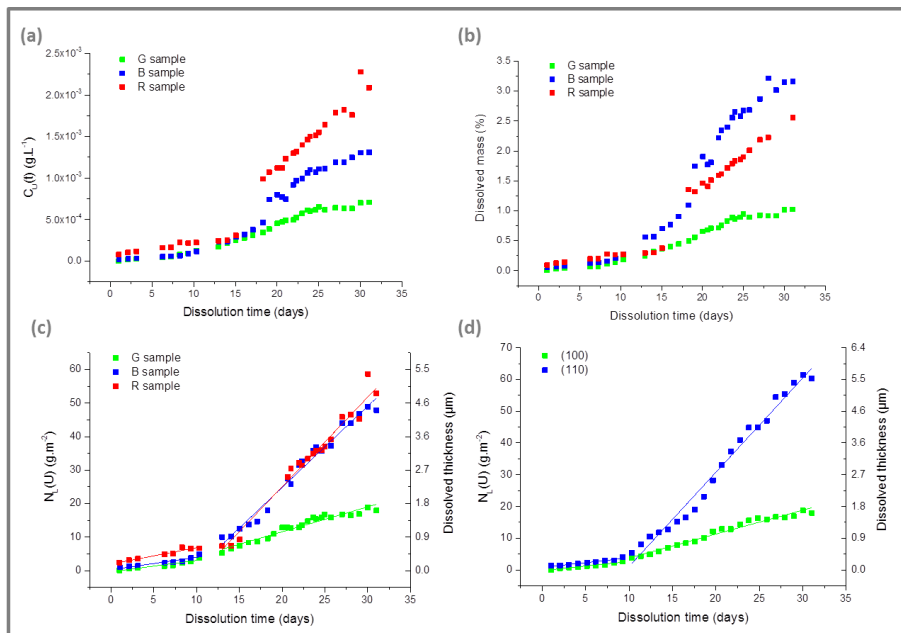 (a)
G sample
B sample
R sample
2.5x10⁻³
2.0x10⁻³
1.5x10⁻³
1.0x10⁻³
5.0x10⁻⁴
0.0
C_U(t) (g.L⁻¹)
0 5 10 15 20 25 30 35
Dissolution time (days)
(b)
G sample
B sample
R sample
3.5
3.0
2.5
2.0
1.5
1.0
0.5
0.0
Dissolved mass (%)
0 5 10 15 20 25 30 35
Dissolution time (days)
(c)
G sample
B sample
R sample
60
50
40
30
20
10
0
N_L(U) (g.m⁻²)
5.5
4.6
3.6
2.7
1.8
0.9
0.0
Dissolved thickness (µm)
0 5 10 15 20 25 30 35
Dissolution time (days)
(d)
(100)
(110)
70
60
50
40
30
20
10
0
N_L(U) (g.m⁻²)
6.4
5.5
4.6
3.6
2.7
1.8
0.9
0.0
Dissolved thickness (µm)
0 5 10 15 20 25 30 35
Dissolution time (days)